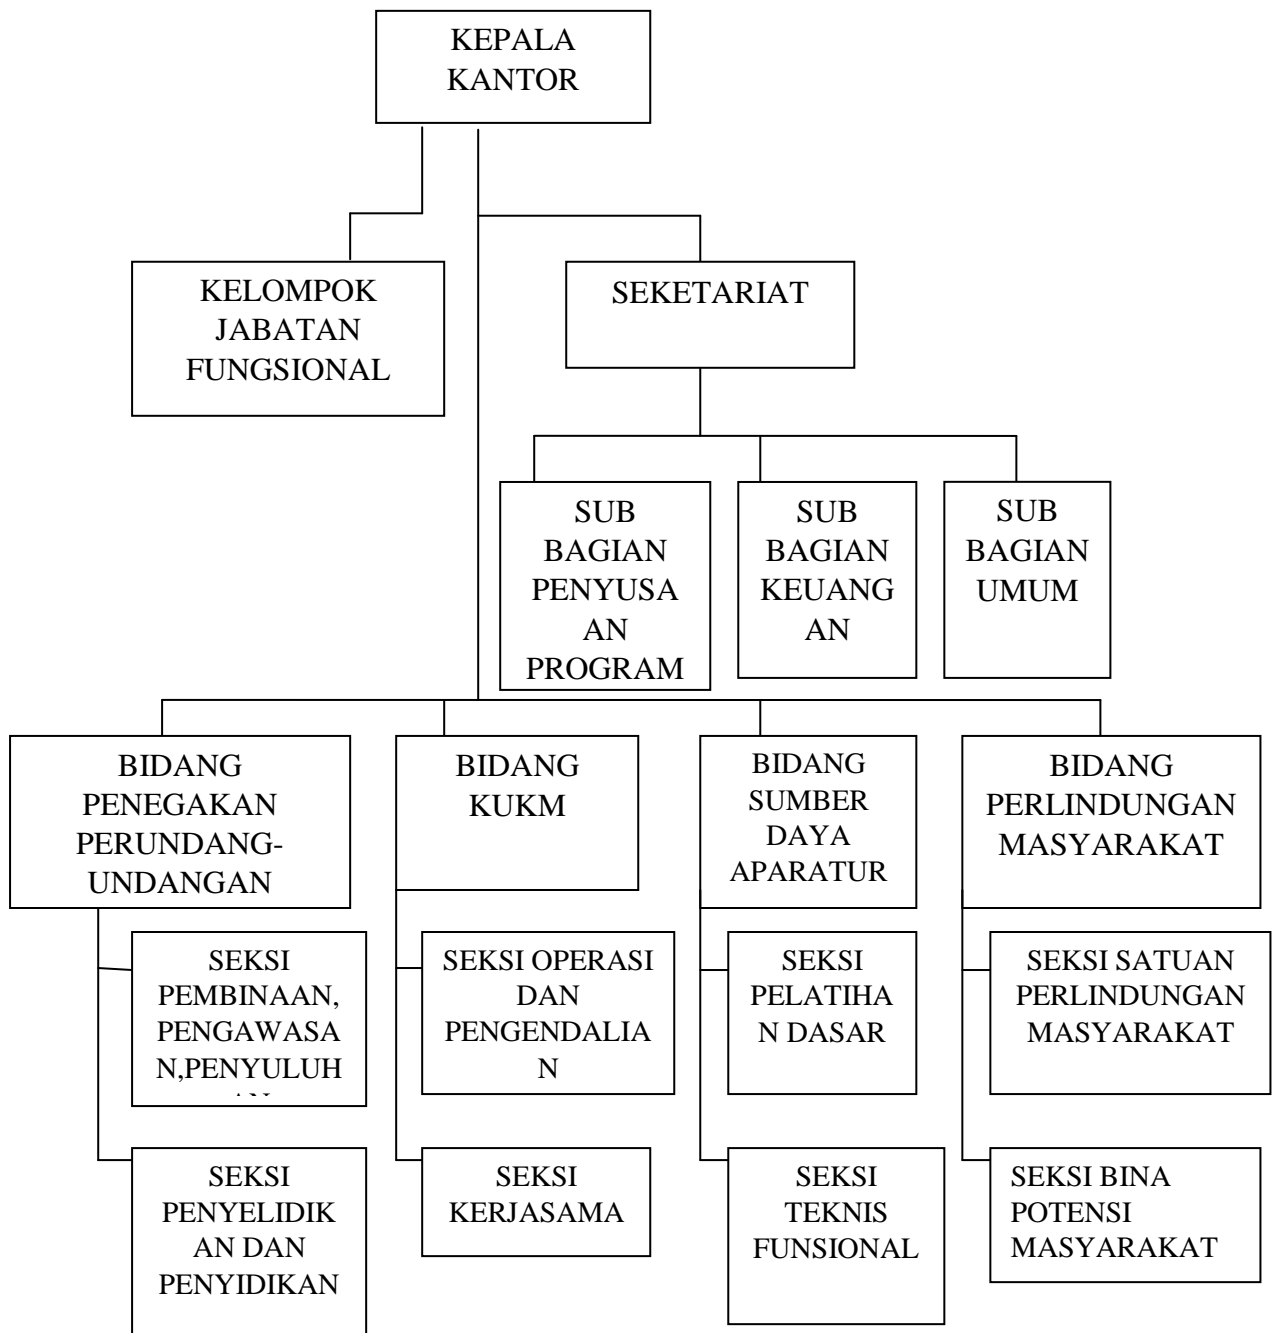 KEPALA
KANTOR
KELOMPOK
JABATAN
FUNGSIONAL
SEKETARIAT
SUB
BAGIAN
PENYUSA
AN
PROGRAM
SUB
BAGIAN
KEUANG
AN
SUB
BAGIAN
UMUM
BIDANG
PENEGAKAN
PERUNDANG-
UNDANGAN
BIDANG
KUKM
BIDANG
SUMBER
DAYA
APARATUR
BIDANG
PERLINDUNGAN
MASYARAKAT
SEKSI
PEMBINAAN,
PENGAWASA
N,PENYULUH
SEKSI OPERASI
DAN
PENGENDALIA
N
SEKSI
PELATIHA
N DASAR
SEKSI SATUAN
PERLINDUNGAN
MASYARAKAT
SEKSI
PENYELIDIK
AN DAN
PENYIDIKAN
SEKSI
KERJASAMA
SEKSI
TEKNIS
FUNSIONAL
SEKSI BINA
POTENSI
MASYARAKAT